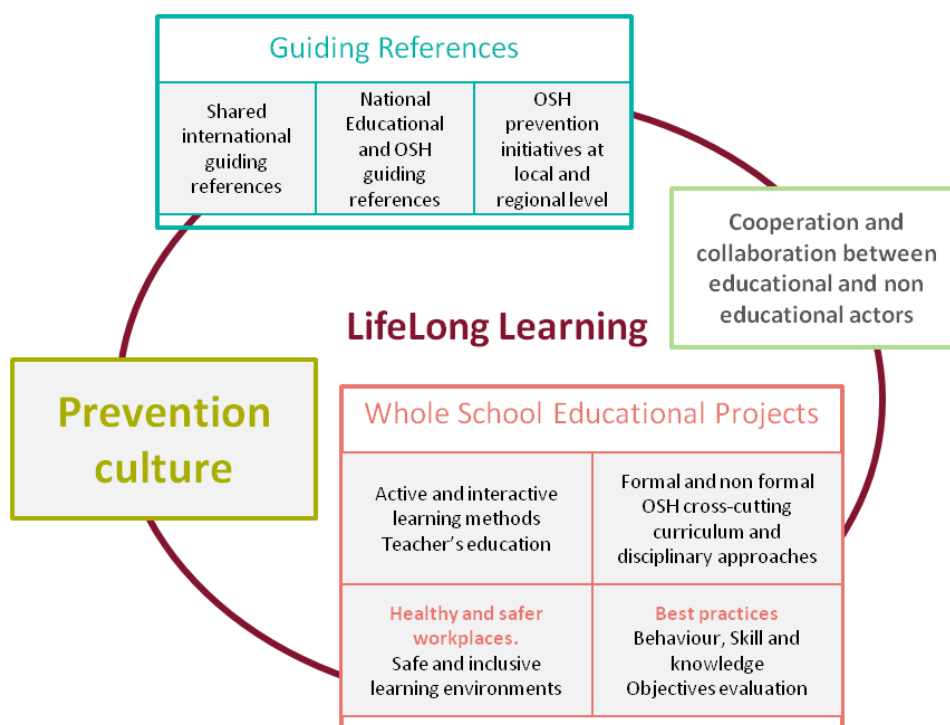 Guiding References
Shared
international
guiding
references
National
Educational
and OSH
guiding
references
OSH
prevention
initiatives at
local and
regional level
Cooperation and
collaboration between
educational and non
educational actors
LifeLong Learning
Prevention
culture
Whole School Educational Projects
Active and interactive
learning methods
Teacher’s education
Formal and non formal
OSH cross-cutting
curriculum and
disciplinary approaches
Healthy and safer
workplaces.
Safe and inclusive
learning environments
Best practices
Behaviour, Skill and
knowledge
Objectives evaluation